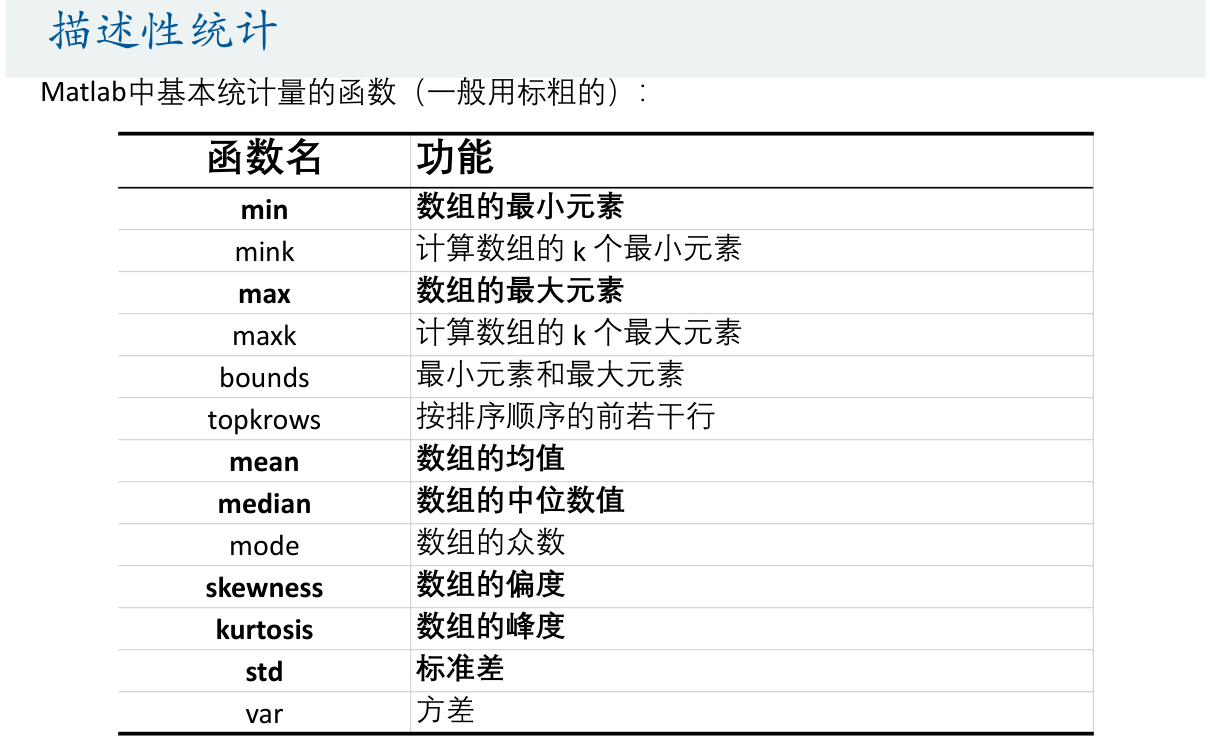 描述性统计
Matlab中基本统计量的函数（一般用标粗的）:
函数名 功能
min 数组的最小元素
mink 计算数组的 k 个最小元素
max 数组的最大元素
maxk 计算数组的 k 个最大元素
bounds 最小元素和最大元素
topkrows 按排序顺序的前若干行
mean 数组的均值
median 数组的中位数值
mode 数组的众数
skewness 数组的偏度
kurtosis 数组的峰度
std 标准差
var 方差